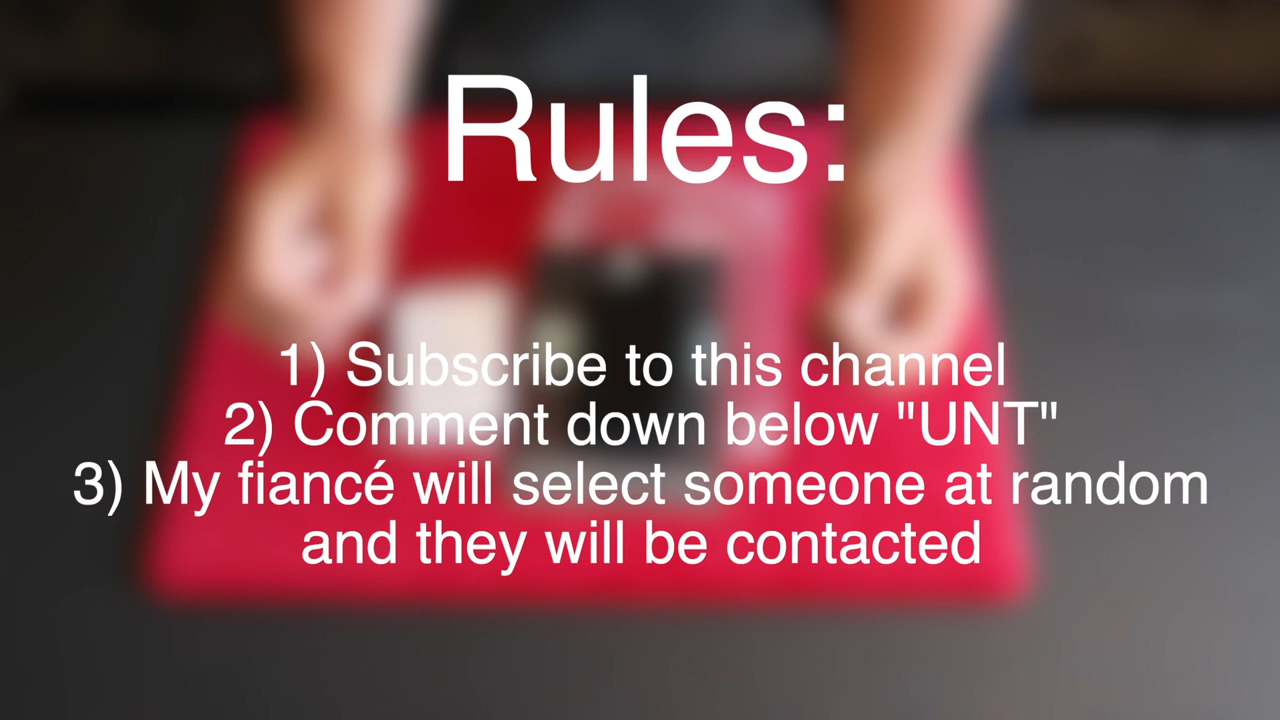 Rules:
1) Subscribe to this channel
2) Comment down below "UNT"
3) My fiancé will select someone at random
and they will be contacted